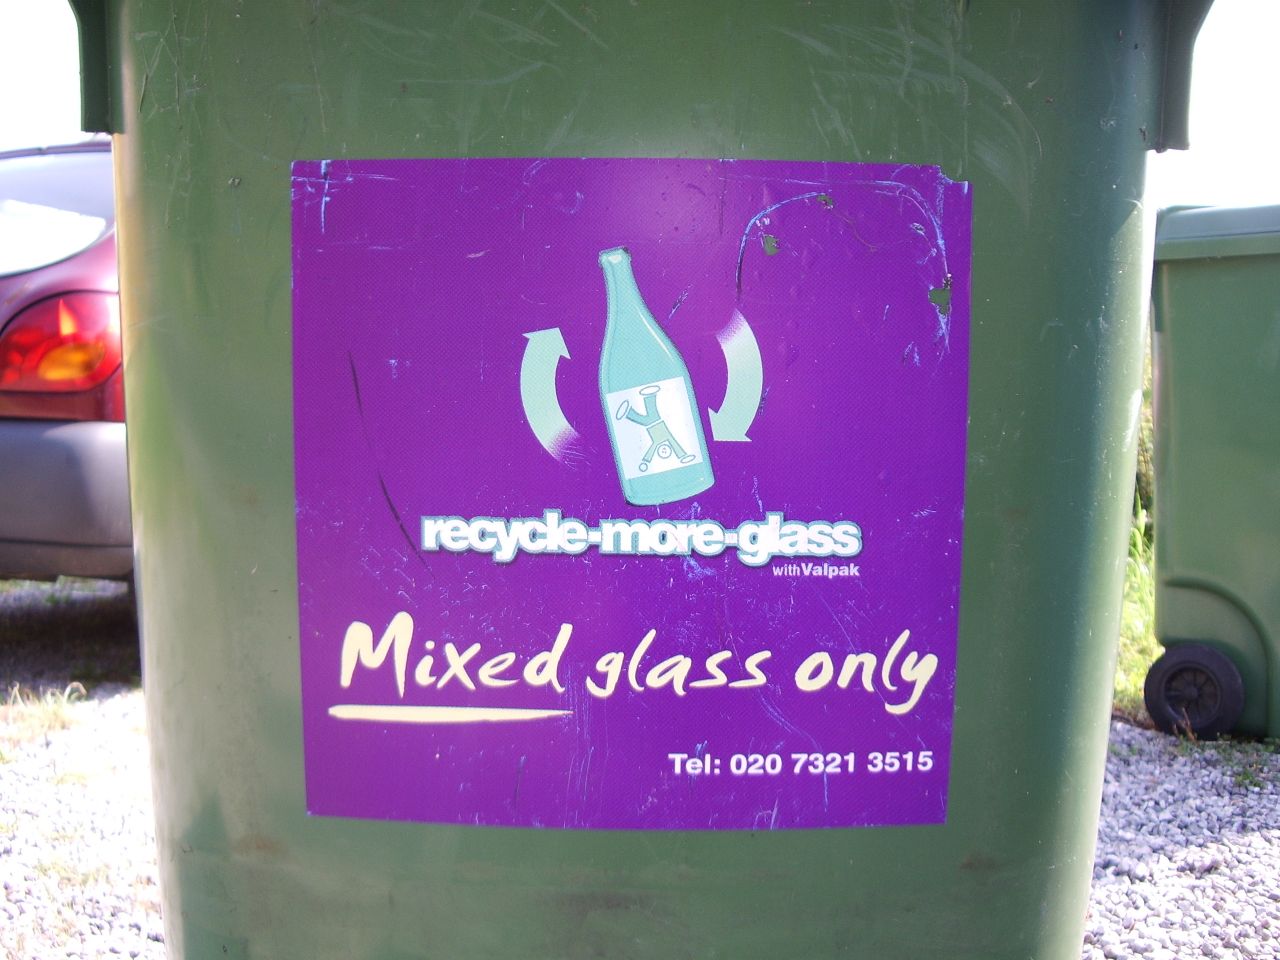 recycle-more-glass
with Valpak
Mixed glass only
Tel: 020 7321 3515